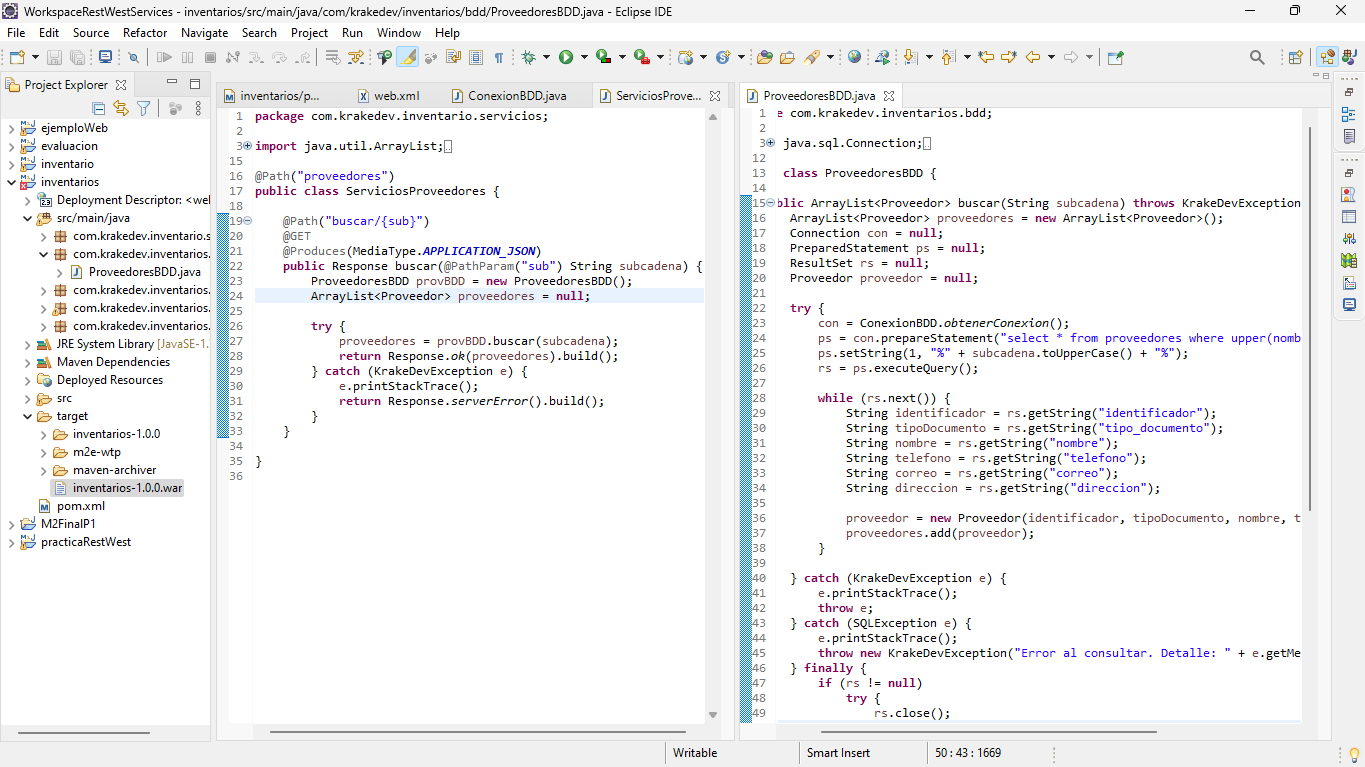 WorkspaceRestWestServices - inventarios/src/main/java/com/krakedev/inventarios/bdd/ProveedoresBDD.java - Eclipse IDE
File Edit Source Refactor Navigate Search Project Run Window Help
Project Explorer
ejemploWeb
evaluacion
inventario
inventarios
Deployment Descriptor: <wel
src/main/java
com.krakedev.inventario.s
com.krakedev.inventarios.
ProveedoresBDD.java
com.krakedev.inventarios.
com.krakedev.inventarios.
com.krakedev.inventarios.
JRE System Library [JavaSE-1.
Maven Dependencies
Deployed Resources
src
target
inventarios-1.0.0
m2e-wtp
maven-archiver
inventarios-1.0.0.war
pom.xml
M2FinalP1
practicaRestWest
inventarios/p... web.xml ConexionBDD.java ServiciosProve...
1 package com.krakedev.inventario.servicios;
2
3 import java.util.ArrayList;
15
16 @Path("proveedores")
17 public class ServiciosProveedores {
18
19 @Path("buscar/{sub}")
20 @GET
21 @Produces(MediaType.APPLICATION_JSON)
22 public Response buscar(@PathParam("sub") String subcadena) {
23 ProveedoresBDD provBDD = new ProveedoresBDD();
24 ArrayList<Proveedor> proveedores = null;
25
26 try {
27 proveedores = provBDD.buscar(subcadena);
28 return Response.ok(proveedores).build();
29 } catch (KrakeDevException e) {
30 e.printStackTrace();
31 return Response.serverError().build();
32 }
33 }
34
35 }
36
ProveedoresBDD.java
1 e com.krakedev.inventarios.bdd;
2
3 java.sql.Connection;
12
13 class ProveedoresBDD {
14
15 blic ArrayList<Proveedor> buscar(String subcadena) throws KrakeDevException
16 ArrayList<Proveedor> proveedores = new ArrayList<Proveedor>();
17 Connection con = null;
18 PreparedStatement ps = null;
19 ResultSet rs = null;
20 Proveedor proveedor = null;
21
22 try {
23 con = ConexionBDD.obtenerConexion();
24 ps = con.prepareStatement("select * from proveedores where upper(nomb
25 ps.setString(1, "%" + subcadena.toUpperCase() + "%");
26 rs = ps.executeQuery();
27
28 while (rs.next()) {
29 String identificador = rs.getString("identificador");
30 String tipoDocumento = rs.getString("tipo_documento");
31 String nombre = rs.getString("nombre");
32 String telefono = rs.getString("telefono");
33 String correo = rs.getString("correo");
34 String direccion = rs.getString("direccion");
35
36 proveedor = new Proveedor(identificador, tipoDocumento, nombre, t
37 proveedores.add(proveedor);
38 }
39
40 } catch (KrakeDevException e) {
41 e.printStackTrace();
42 throw e;
43 } catch (SQLException e) {
44 e.printStackTrace();
45 throw new KrakeDevException("Error al consultar. Detalle: " + e.getMe
46 } finally {
47 if (rs != null)
48 try {
49 rs.close();
Writable Smart Insert 50 : 43 : 1669